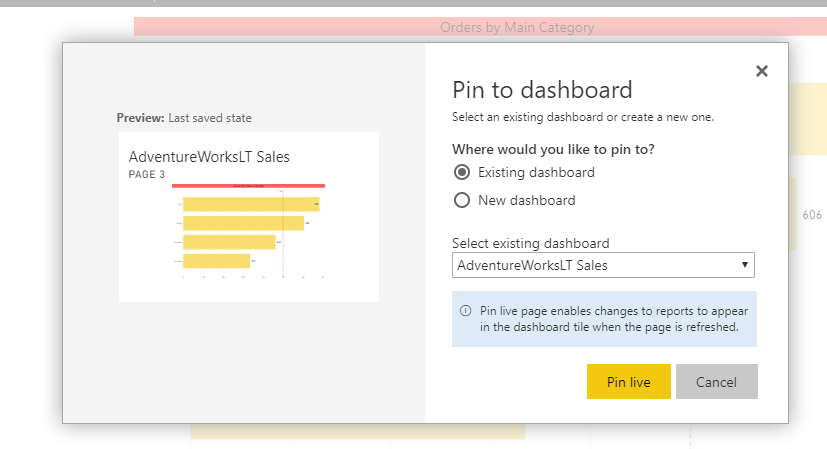 Orders by Main Category
Pin to dashboard
Select an existing dashboard or create a new one.
Preview: Last saved state
Where would you like to pin to?
AdventureWorksLT Sales
PAGE 3
Existing dashboard
New dashboard
606
Select existing dashboard
AdventureWorksLT Sales
Pin live page enables changes to reports to appear
in the dashboard tile when the page is refreshed.
Pin live
Cancel